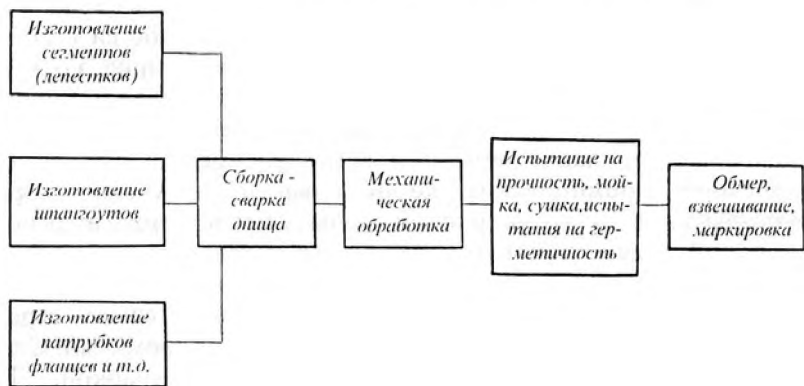 Изготовление
сегментов
(лепестков)
Изготовление
шпангоутов
Изготовление
патрубков
фланцев и т.д.
Сборка -
сварка
днища
Механи-
ческая
обработка
Испытание на
прочность, мой-
ка, сушка,испы-
тания на гер-
метичность
Обмер,
взвешивание,
маркировка